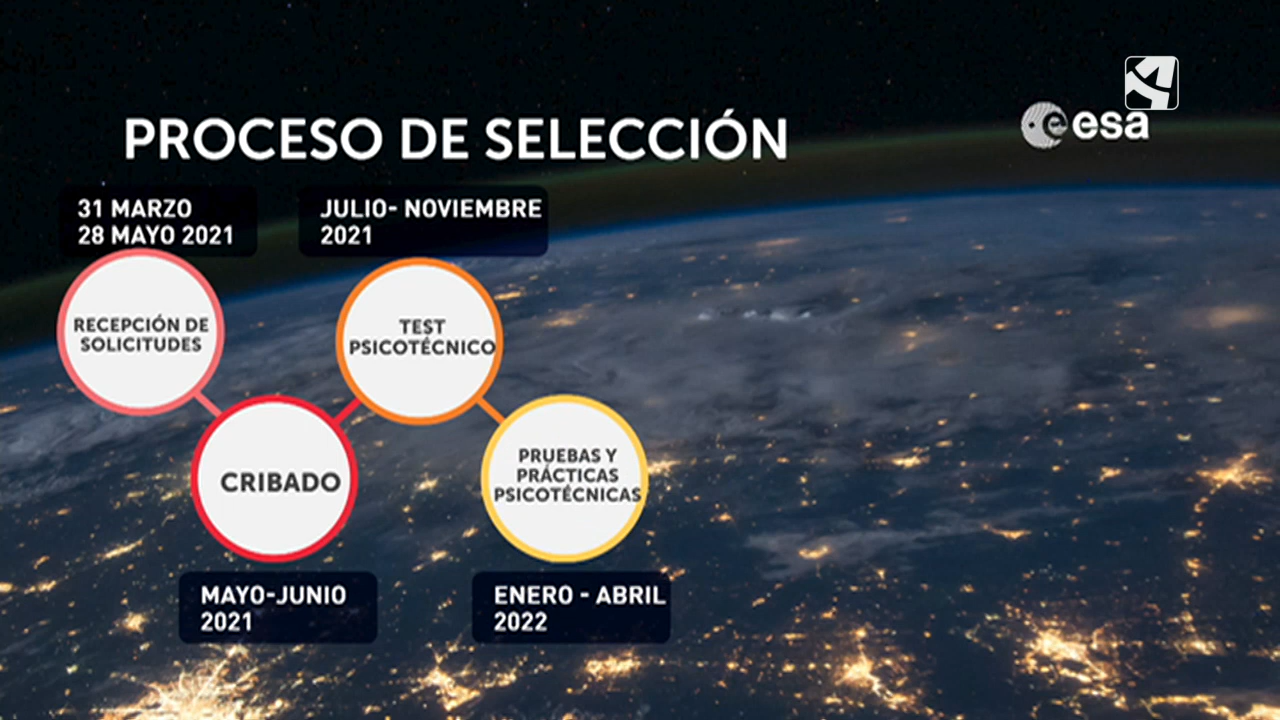 PROCESO DE SELECCIÓN
esa
31 MARZO
28 MAYO 2021
JULIO- NOVIEMBRE
2021
RECEPCIÓN DE
SOLICITUDES
TEST
PSICOTÉCNICO
CRIBADO
PRUEBAS Y
PRÁCTICAS
PSICOTÉCNICAS
MAYO-JUNIO
2021
ENERO - ABRIL
2022